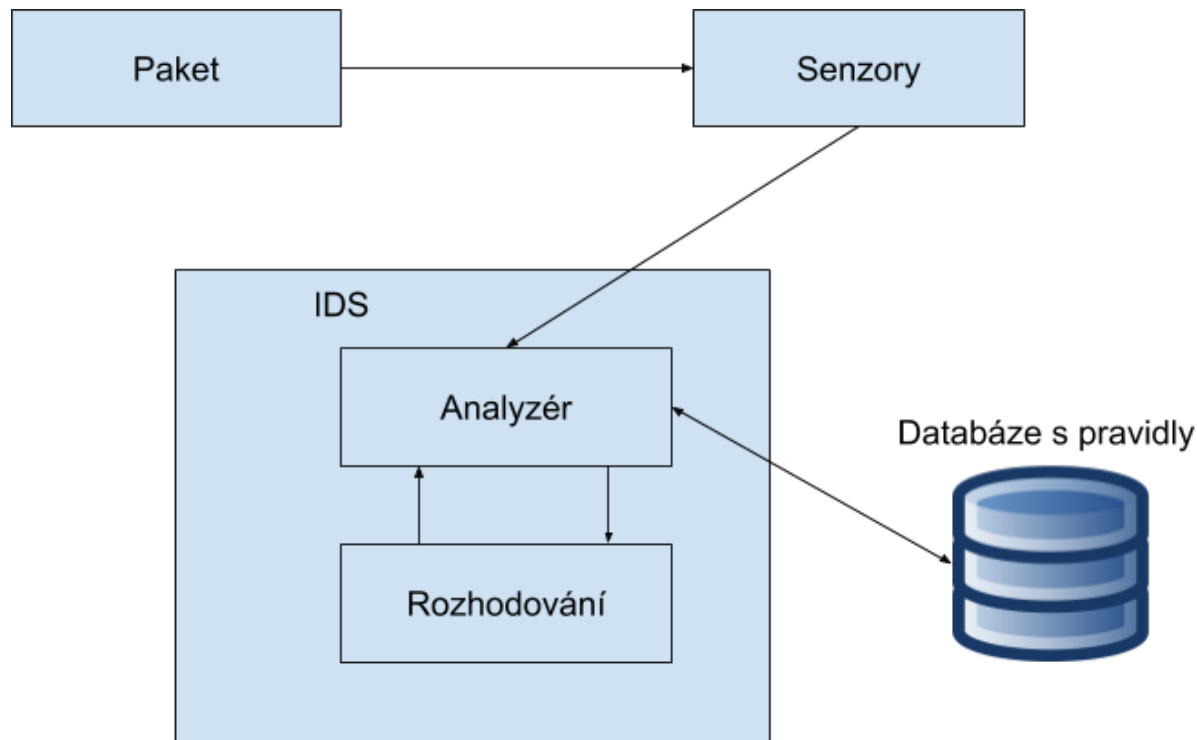 Paket
Senzory
IDS
Analyzér
Databáze s pravidly
Rozhodování